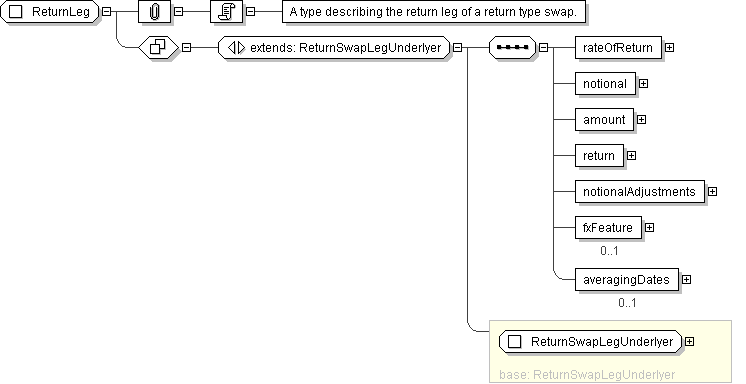 ReturnLeg
A type describing the return leg of a return type swap.
extends: ReturnSwapLegUnderlyer
rateOfReturn
notional
amount
return
notionalAdjustments
fxFeature
0..1
averagingDates
0..1
ReturnSwapLegUnderlyer
base: ReturnSwapLegUnderlyer